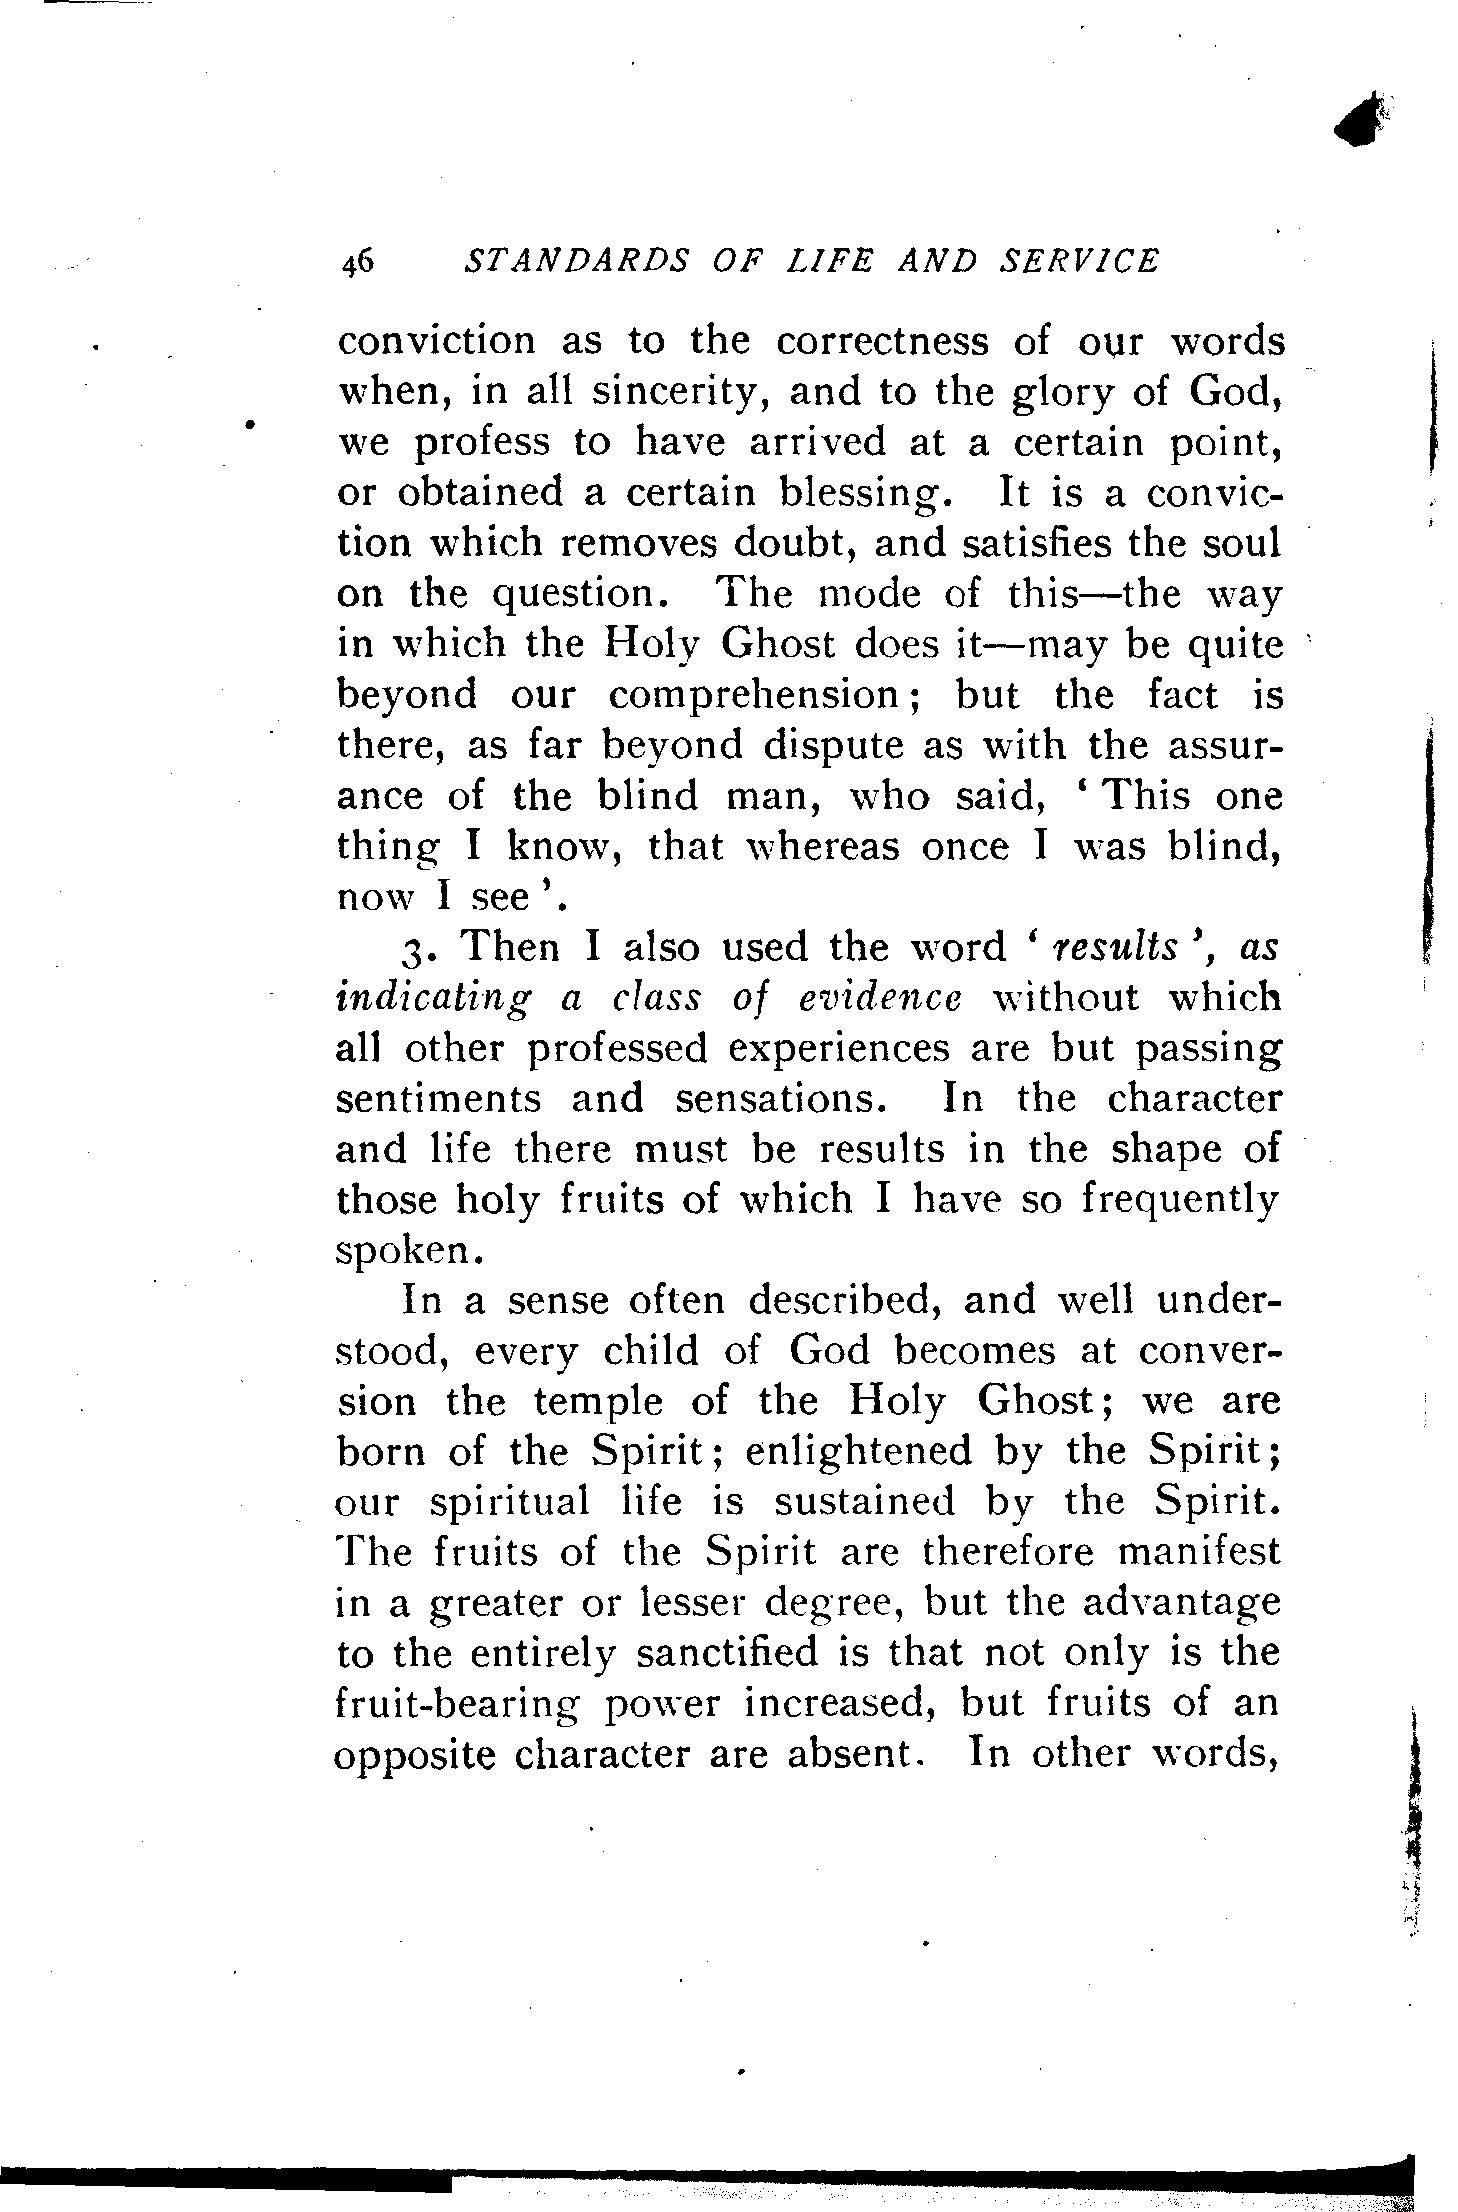 46 STANDARDS OF LIFE AND SERVICE
conviction as to the correctness of our words
when, in all sincerity, and to the glory of God,
we profess to have arrived at a certain point,
or obtained a certain blessing. It is a convic-
tion which removes doubt, and satisfies the soul
on the question. The mode of this—the way
in which the Holy Ghost does it—may be quite
beyond our comprehension; but the fact is
there, as far beyond dispute as with the assur-
ance of the blind man, who said, ‘ This one
thing I know, that whereas once I was blind,
now I see ’.
3. Then I also used the word ‘ results ’, as
indicating a class of evidence without which
all other professed experiences are but passing
sentiments and sensations. In the character
and life there must be results in the shape of
those holy fruits of which I have so frequently
spoken.
In a sense often described, and well under-
stood, every child of God becomes at conver-
sion the temple of the Holy Ghost; we are
born of the Spirit; enlightened by the Spirit;
our spiritual life is sustained by the Spirit.
The fruits of the Spirit are therefore manifest
in a greater or lesser degree, but the advantage
to the entirely sanctified is that not only is the
fruit-bearing power increased, but fruits of an
opposite character are absent. In other words,